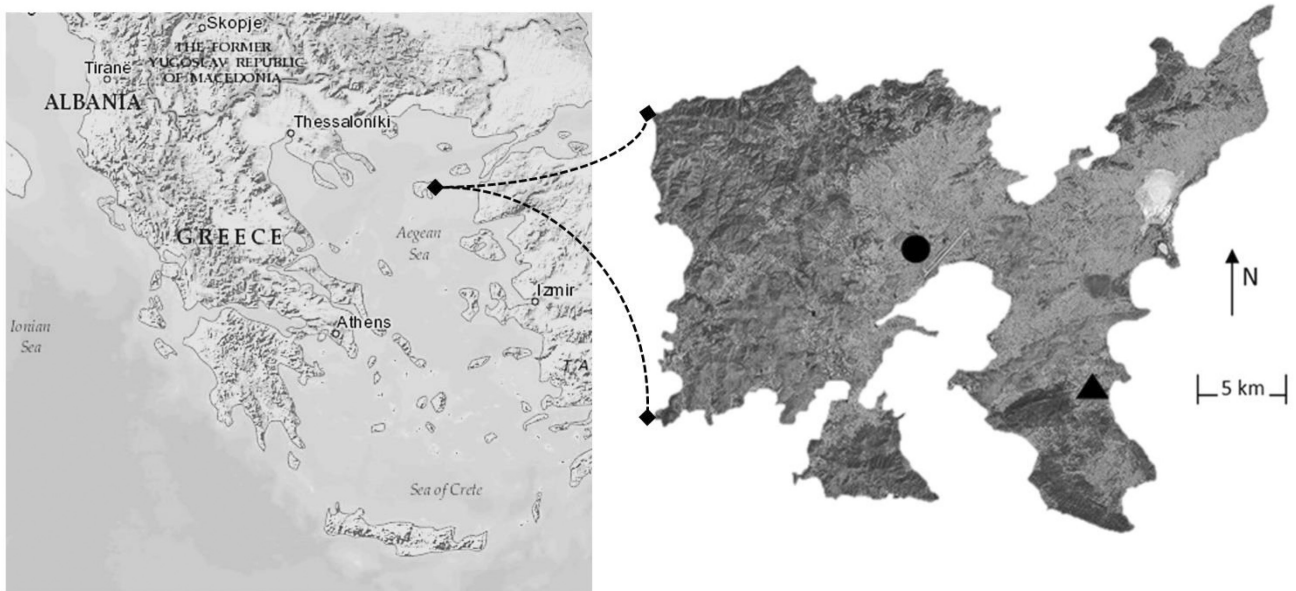 Skopje
THE FORMER
YUGOSLAV REPUBLIC
OF MACEDONIA
Tiranë
ALBANIA
Thessaloníki
GREECE
Aegean
Sea
Izmir
Ionian
Sea
Athens
T A
Sea of Crete
N
5 km